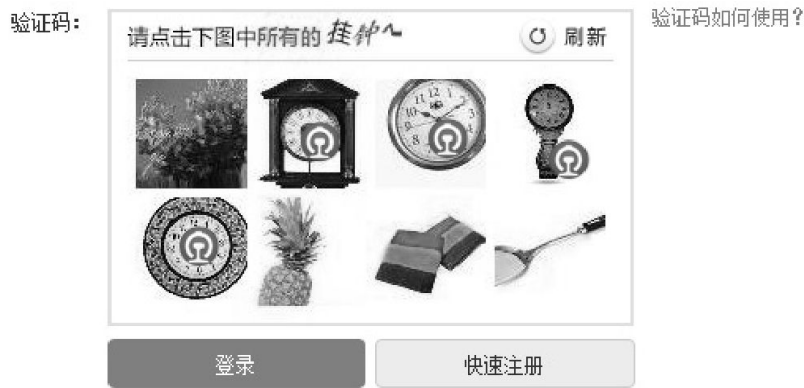 验证码：
请点击下图中所有的 挂钟
刷新
验证码如何使用？
登录
快速注册